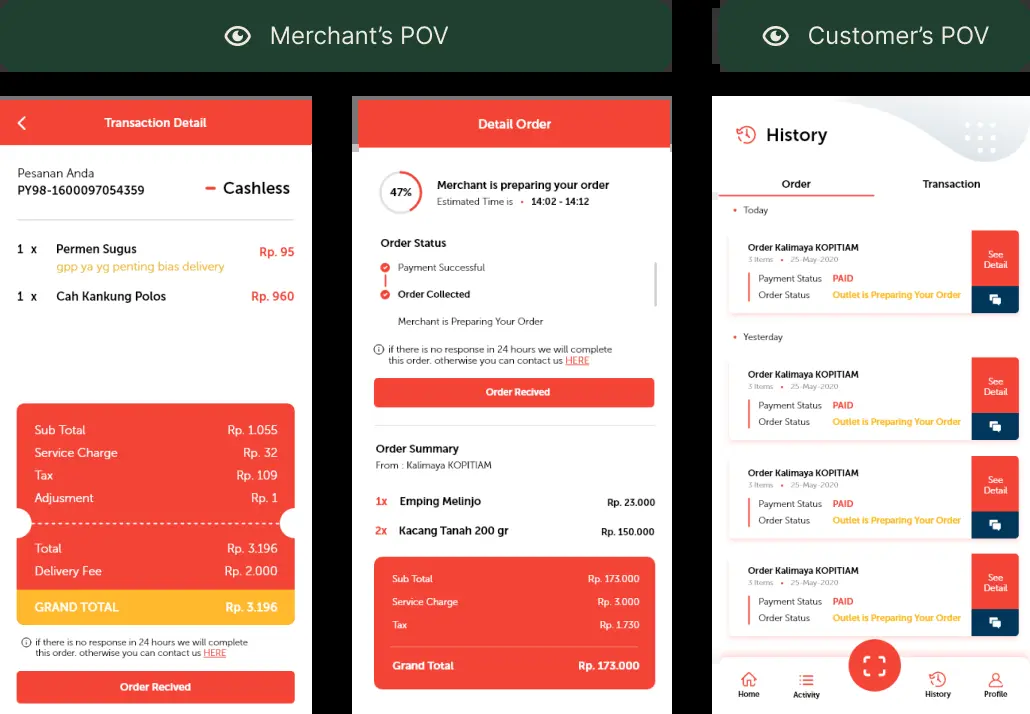 Merchant's POV
Customer's POV
Transaction Detail
Pesanan Anda
PY98-1600097054359
Cashless
1 x Permen Sugus Rp. 95
gpp ya yg penting bias delivery
1 x Cah Kankung Polos Rp. 960
Sub Total Rp. 1.055
Service Charge Rp. 32
Tax Rp. 109
Adjusment Rp. 1
Total Rp. 3.196
Delivery Fee Rp. 2.000
GRAND TOTAL Rp. 3.196
if there is no response in 24 hours we will complete
this order. otherwise you can contact us HERE
Order Recived
Detail Order
47%
Merchant is preparing your order
Estimated Time is • 14:02 - 14:12
Order Status
Payment Successful
Order Collected
Merchant is Preparing Your Order
if there is no response in 24 hours we will complete
this order. otherwise you can contact us HERE
Order Recived
Order Summary
From : Kalimaya KOPITIAM
1x Emping Melinjo Rp. 23.000
2x Kacang Tanah 200 gr Rp. 150.000
Sub Total Rp. 173.000
Service Charge Rp. 3.000
Tax Rp. 1.730
Grand Total Rp. 173.000
History
Order Transaction
• Today
Order Kalimaya KOPITIAM
3 Items • 25-May-2020
Payment Status PAID
Order Status Outlet is Preparing Your Order
See
Detail
• Yesterday
Order Kalimaya KOPITIAM
3 Items • 25-May-2020
Payment Status PAID
Order Status Outlet is Preparing Your Order
See
Detail
Order Kalimaya KOPITIAM
3 Items • 25-May-2020
Payment Status PAID
Order Status Outlet is Preparing Your Order
See
Detail
Order Kalimaya KOPITIAM
3 Items • 25-May-2020
Payment Status PAID
Order Status Outlet is Preparing Your Order
See
Detail
Home Activity History Profile